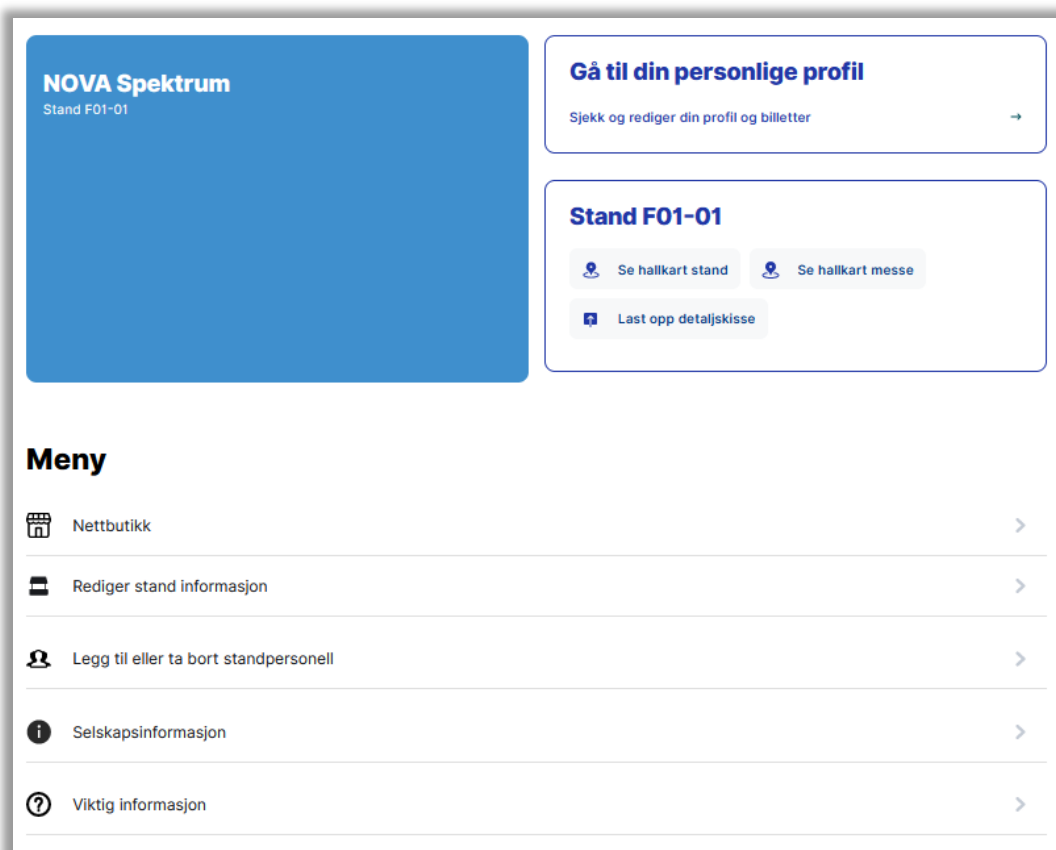 NOVA Spektrum
Stand F01-01
Gå til din personlige profil
Sjekk og rediger din profil og billetter
Stand F01-01
Se hallkart stand
Se hallkart messe
Last opp detaljskisse
Meny
Nettbutikk
Rediger stand informasjon
Legg til eller ta bort standpersonell
Selskapsinformasjon
Viktig informasjon